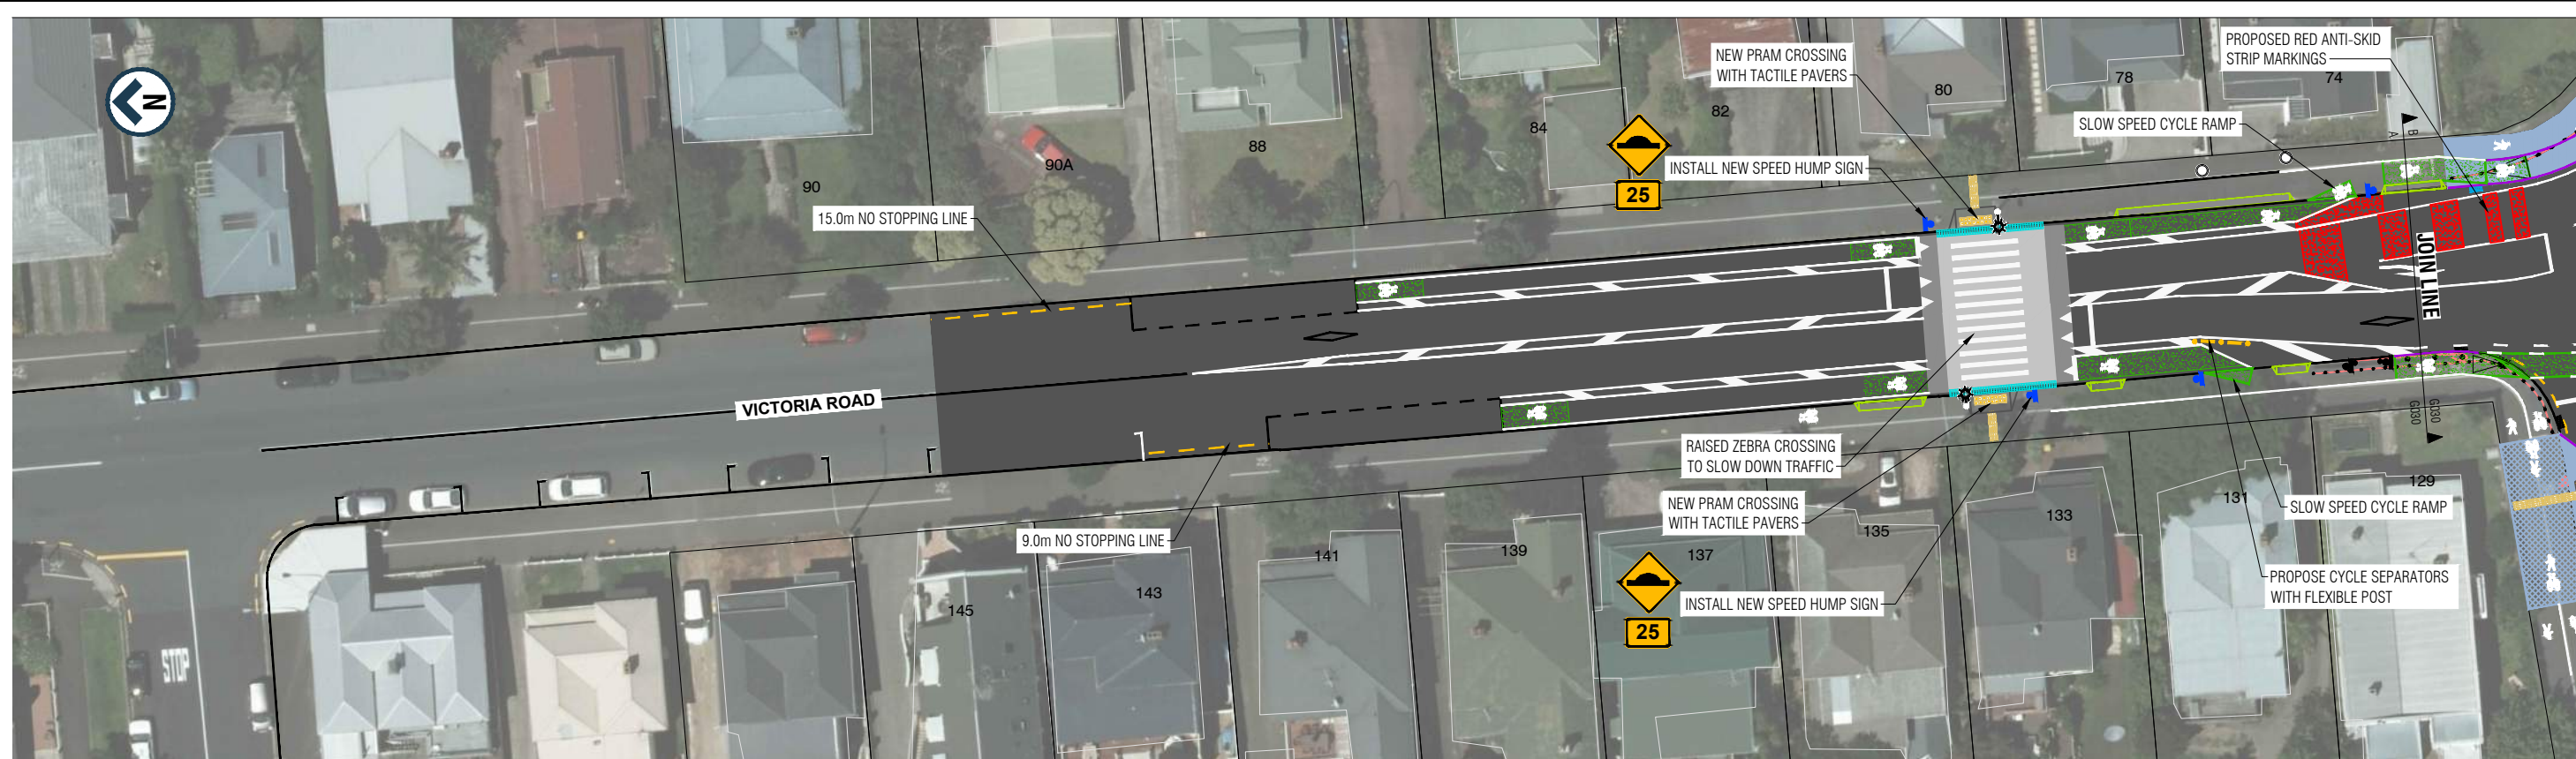 N
PROPOSED RED ANTI-SKID
STRIP MARKINGS
NEW PRAM CROSSING
WITH TACTILE PAVERS
74
78
80
82
84
88
90A
90
SLOW SPEED CYCLE RAMP
INSTALL NEW SPEED HUMP SIGN
25
15.0m NO STOPPING LINE
B
A
JOIN LINE
VICTORIA ROAD
RAISED ZEBRA CROSSING
TO SLOW DOWN TRAFFIC
G030
G030
NEW PRAM CROSSING
WITH TACTILE PAVERS
9.0m NO STOPPING LINE
SLOW SPEED CYCLE RAMP
129
131
133
135
137
139
141
143
145
INSTALL NEW SPEED HUMP SIGN
25
PROPOSE CYCLE SEPARATORS
WITH FLEXIBLE POST
STOP